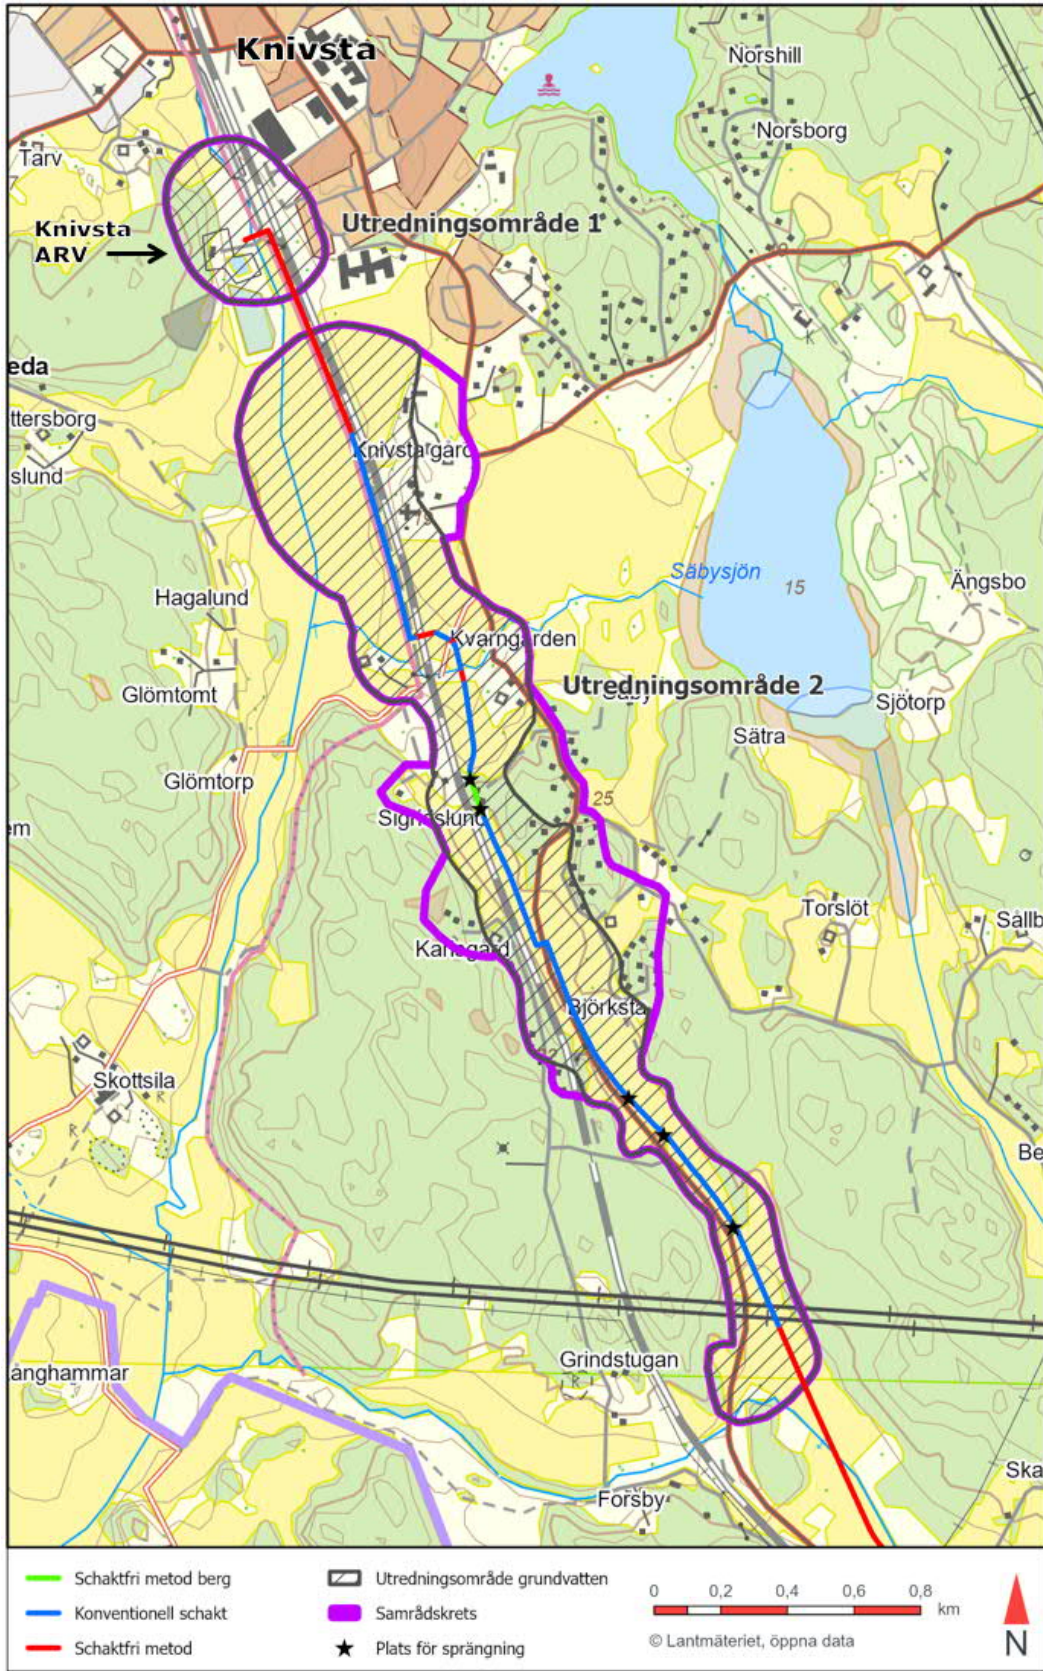 Knivsta
Norshill
Norsborg
Tarv
Knivsta
ARV
Utredningsområde 1
eda
ttersborg
slund
Knivsta gård
Säbysjön
15
Ängsbo
Hagalund
Kvarngården
Utredningsområde 2
Glömtomt
Sjötorp
Sätra
Glömtorp
25
em
Torslöt
Sållb
Björksta
Skottsila
R
R
Be
ånghammar
Grindstugan
R
Ska
Forsby
Schaktfri metod berg
Konventionell schakt
Schaktfri metod
Utredningsområde grundvatten
Samrådskrets
Plats för sprängning
0 0,2 0,4 0,6 0,8
km
© Lantmäteriet, öppna data
N